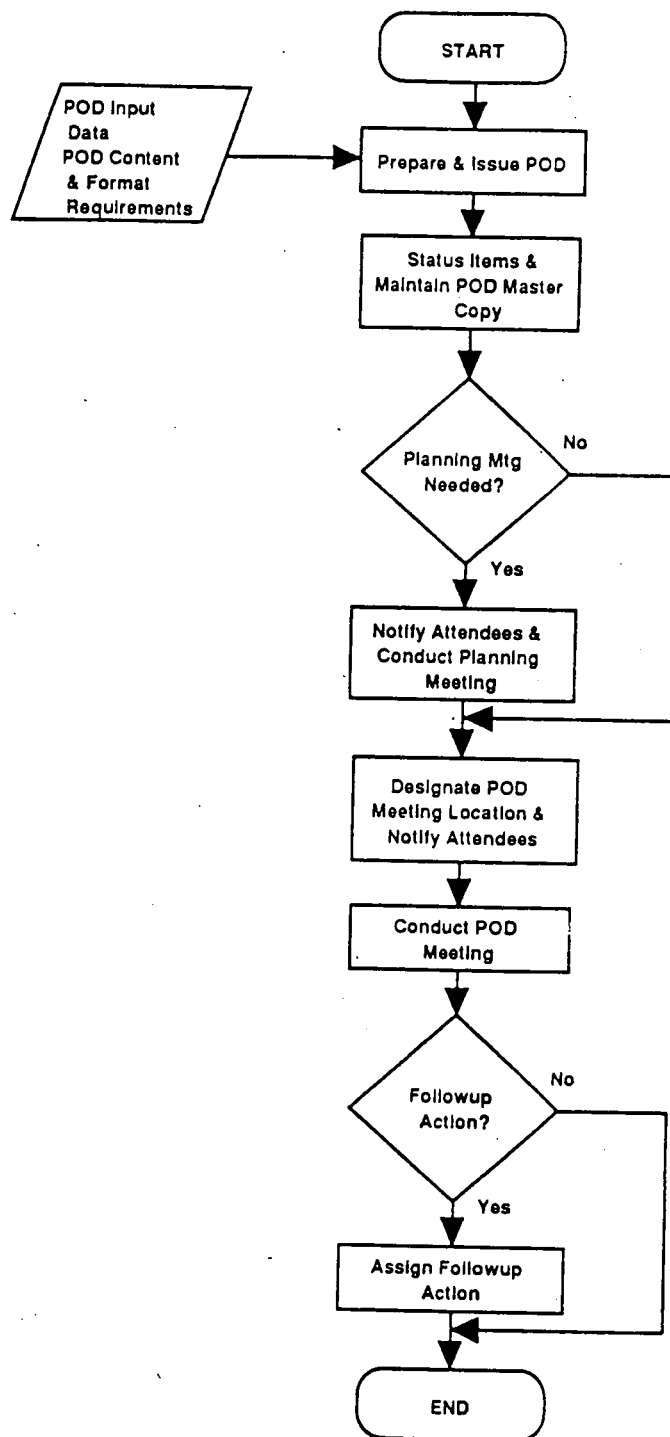 START
POD Input
Data
POD Content
& Format
Requirements
Prepare & Issue POD
Status Items &
Maintain POD Master
Copy
Planning Mtg
Needed?
No
Yes
Notify Attendees &
Conduct Planning
Meeting
Designate POD
Meeting Location &
Notify Attendees
Conduct POD
Meeting
Followup
Action?
No
Yes
Assign Followup
Action
END